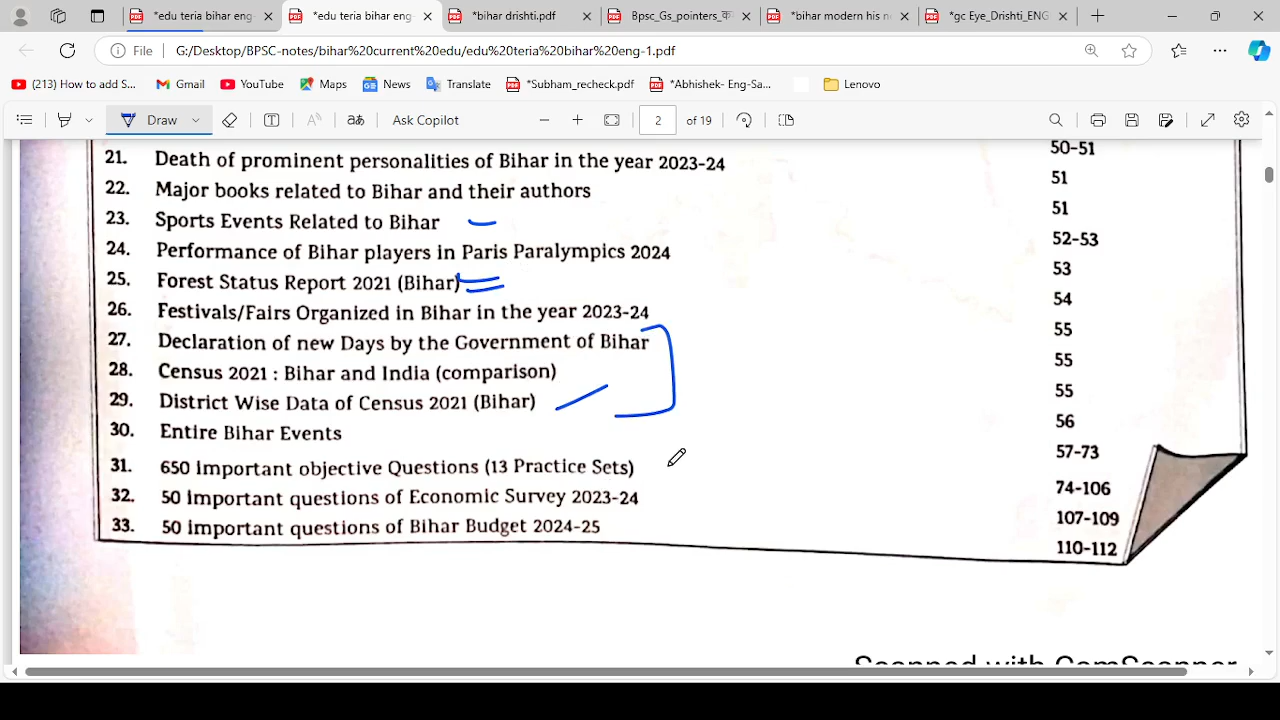 *edu teria bihar eng-
*edu teria bihar eng-
*bihar drishti.pdf
Bpsc_Gs_pointers_
*bihar modern his n
*gc Eye_Drishti_ENG
File
G:/Desktop/BPSC-notes/bihar%20current%20edu/edu%20teria%20bihar%20eng-1.pdf
(213) How to add S...
Gmail
YouTube
Maps
News
Translate
*Subham_recheck.pdf
*Abhishek- Eng-Sa...
Lenovo
Draw
Ask Copilot
2
of 19
21. Death of prominent personalities of Bihar in the year 2023-24 50-51
22. Major books related to Bihar and their authors 51
23. Sports Events Related to Bihar 51
24. Performance of Bihar players in Paris Paralympics 2024 52-53
25. Forest Status Report 2021 (Bihar) 53
26. Festivals/Fairs Organized in Bihar in the year 2023-24 54
27. Declaration of new Days by the Government of Bihar 55
28. Census 2021 : Bihar and India (comparison) 55
29. District Wise Data of Census 2021 (Bihar) 55
30. Entire Bihar Events 56
31. 650 Important objective Questions (13 Practice Sets) 57-73
32. 50 important questions of Economic Survey 2023-24 74-106
33. 50 important questions of Bihar Budget 2024-25 107-109
110-112
Scanned with CamScanner